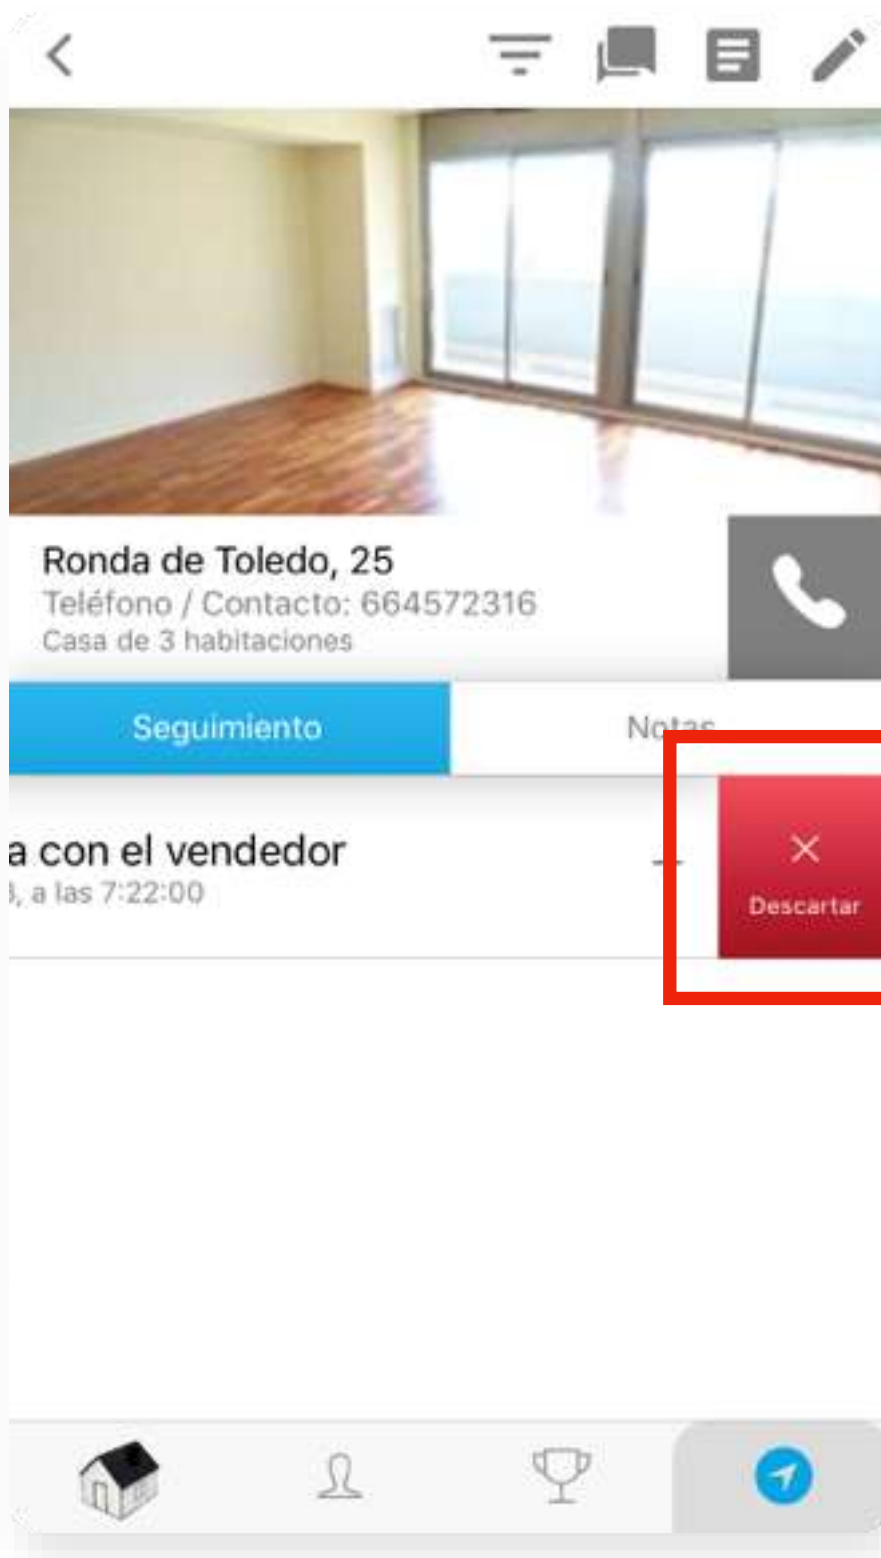 Ronda de Toledo, 25
Teléfono / Contacto: 664572316
Casa de 3 habitaciones
Seguimiento
Notas
a con el vendedor
, a las 7:22:00
Descartar